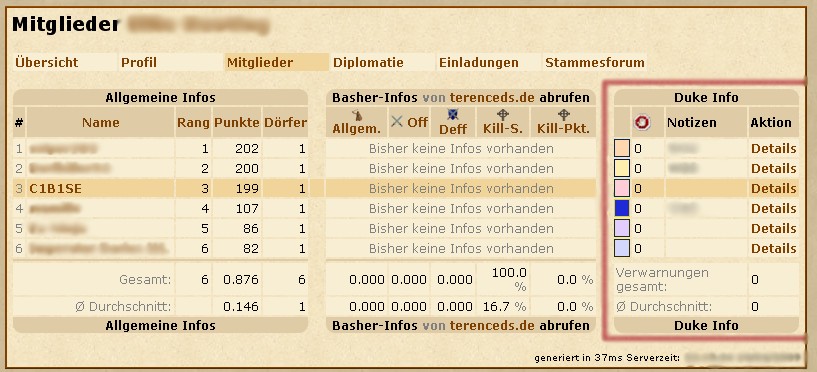 Mitglieder
Übersicht Profil Mitglieder Diplomatie Einladungen Stammesforum
Allgemeine Infos Basher-Infos von terenceds.de abrufen Duke Info
# Name Rang Punkte Dörfer Allgem. Off Deff Kill-S. Kill-Pkt. Notizen Aktion
1 1 202 1 Bisher keine Infos vorhanden 0 Details
2 2 200 1 Bisher keine Infos vorhanden 0 Details
3 C1B1SE 3 199 1 Bisher keine Infos vorhanden 0 Details
4 4 107 1 Bisher keine Infos vorhanden 0 Details
5 5 86 1 Bisher keine Infos vorhanden 0 Details
6 6 82 1 Bisher keine Infos vorhanden 0 Details
Gesamt: 6 0.876 6 0.000 0.000 0.000 100.0 % 0.0 % Verwarnungen gesamt: 0
Ø Durchschnitt: 0.146 1 0.000 0.000 0.000 16.7 % 0.0 % Ø Durchschnitt: 0
Allgemeine Infos Basher-Infos von terenceds.de abrufen Duke Info
generiert in 37ms Serverzeit: